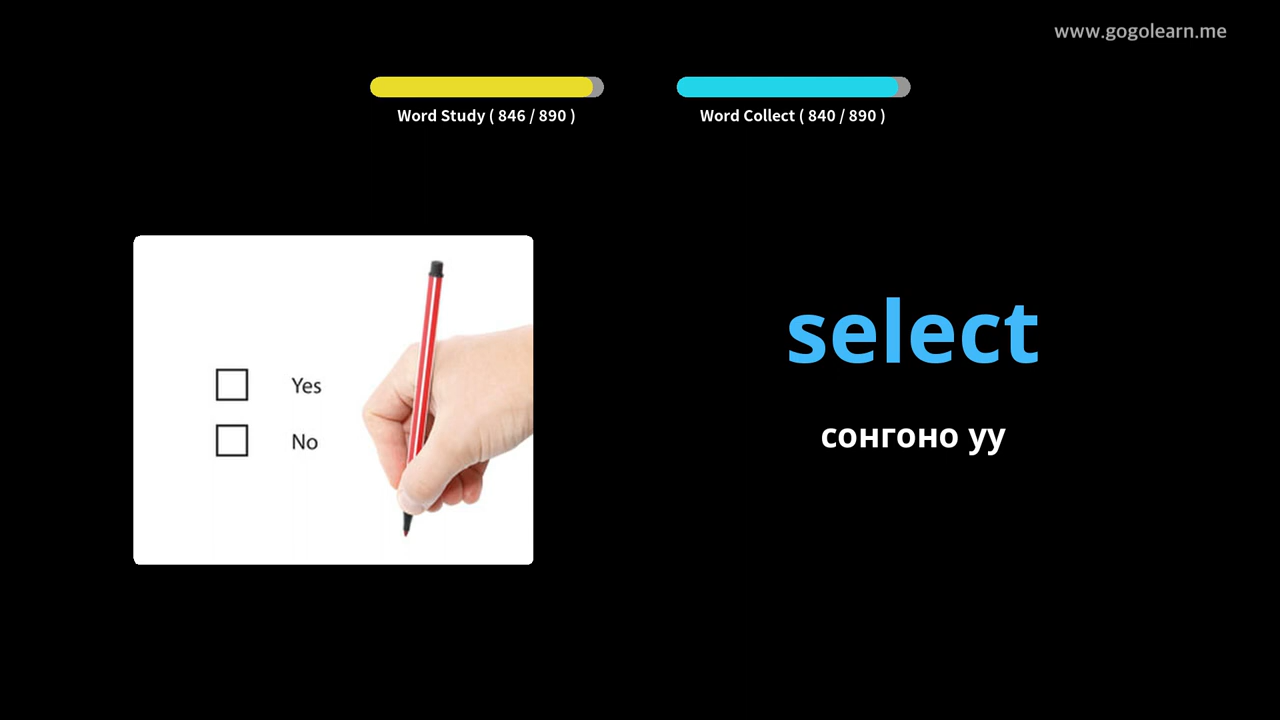 www.gogolearn.me
Word Study ( 846 / 890 )
Word Collect ( 840 / 890 )
Yes
No
select
сонгоно уу